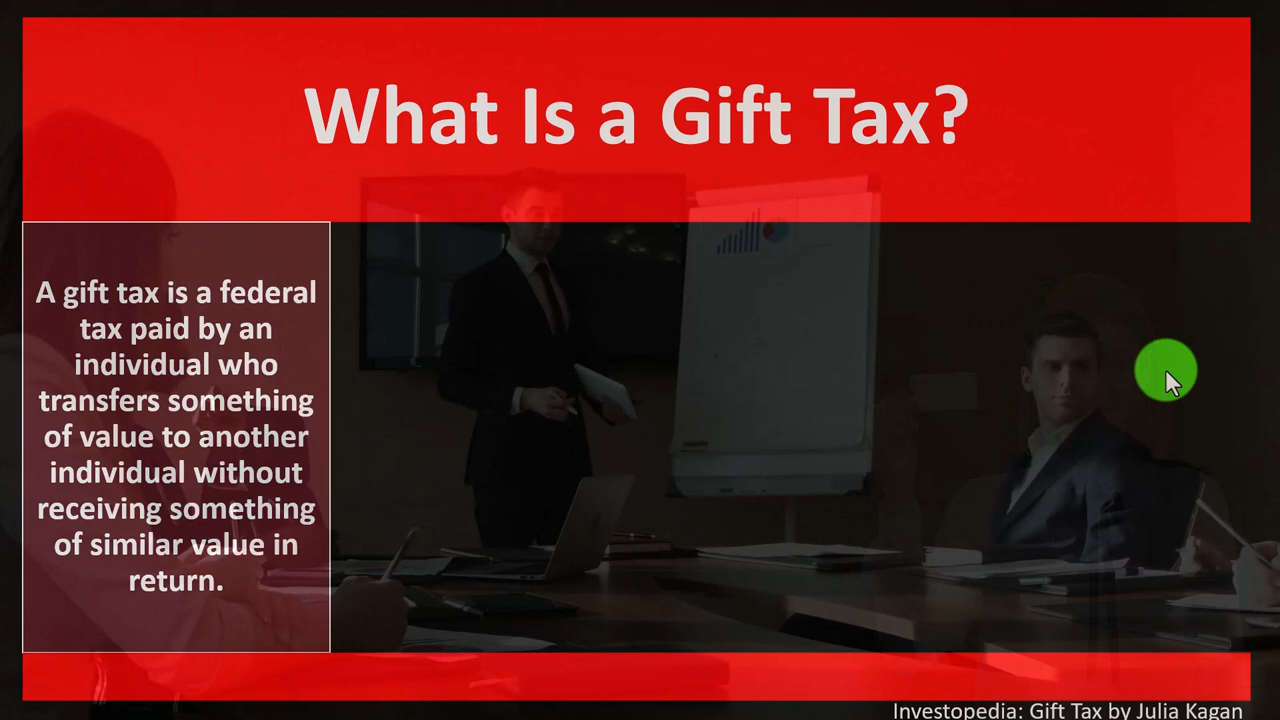 What Is a Gift Tax?
A gift tax is a federal
tax paid by an
individual who
transfers something
of value to another
individual without
receiving something
of similar value in
return.
Investopedia: Gift Tax by Julia Kagan